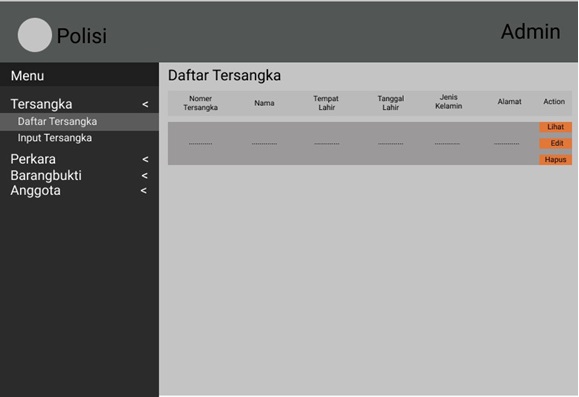 Polisi
Admin
Menu
Tersangka <
Daftar Tersangka
Input Tersangka
Perkara <
Barangbukti <
Anggota <
Daftar Tersangka
Nomer Tersangka
Nama
Tempat Lahir
Tanggal Lahir
Jenis Kelamin
Alamat
Action
............ ............. ............. ............. ............. .............
Lihat
Edit
Hapus